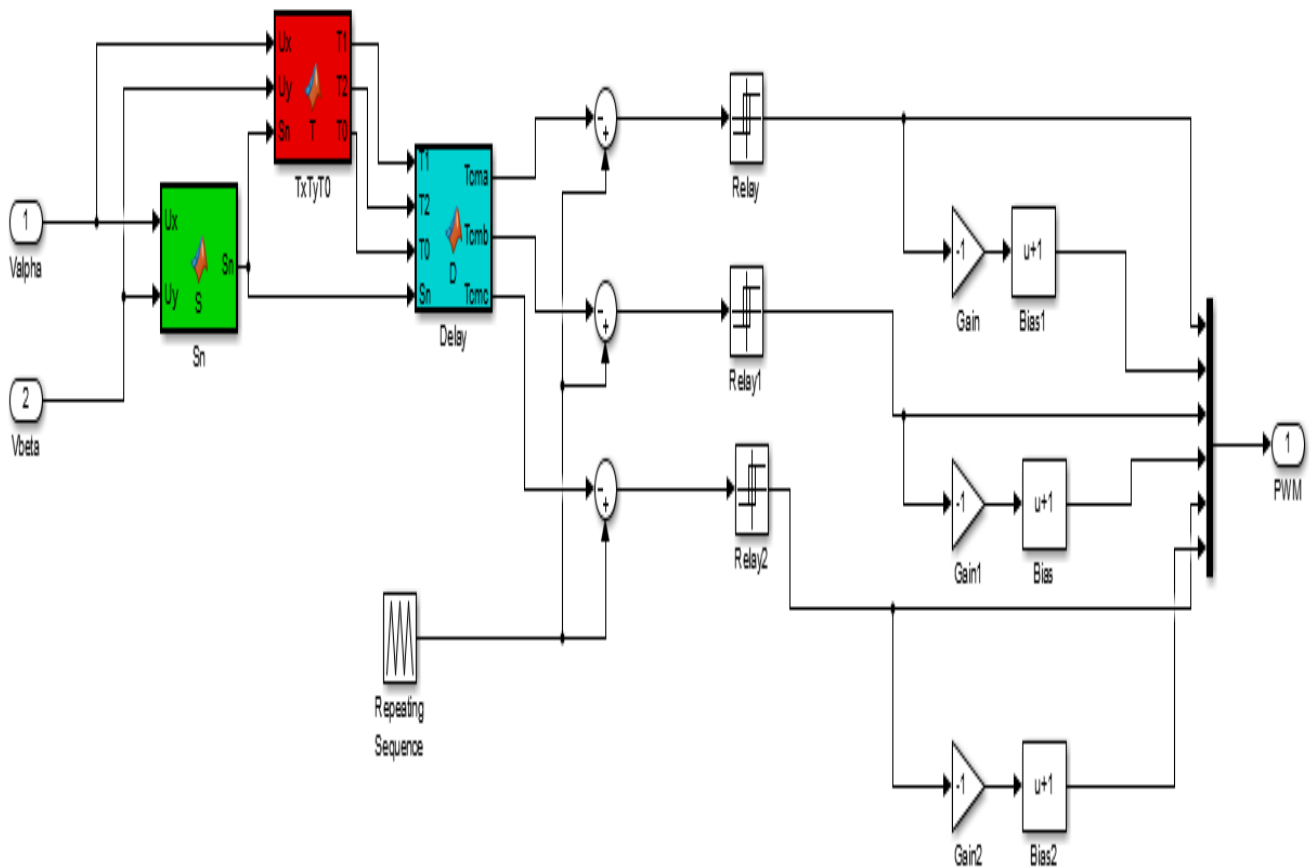 Ux
Uy
Sn
T
T1
T2
T0
TxTyT0
1
Valpha
2
Vbeta
Ux
Uy
S
Sn
Sn
T1
T2
T0
Sn
D
Tcma
Tcmb
Tcmc
Delay
-
+
-
+
-
+
Relay
Relay1
Relay2
Repeating
Sequence
-1
Gain
u+1
Bias1
-1
Gain1
u+1
Bias
-1
Gain2
u+1
Bias2
1
PWM